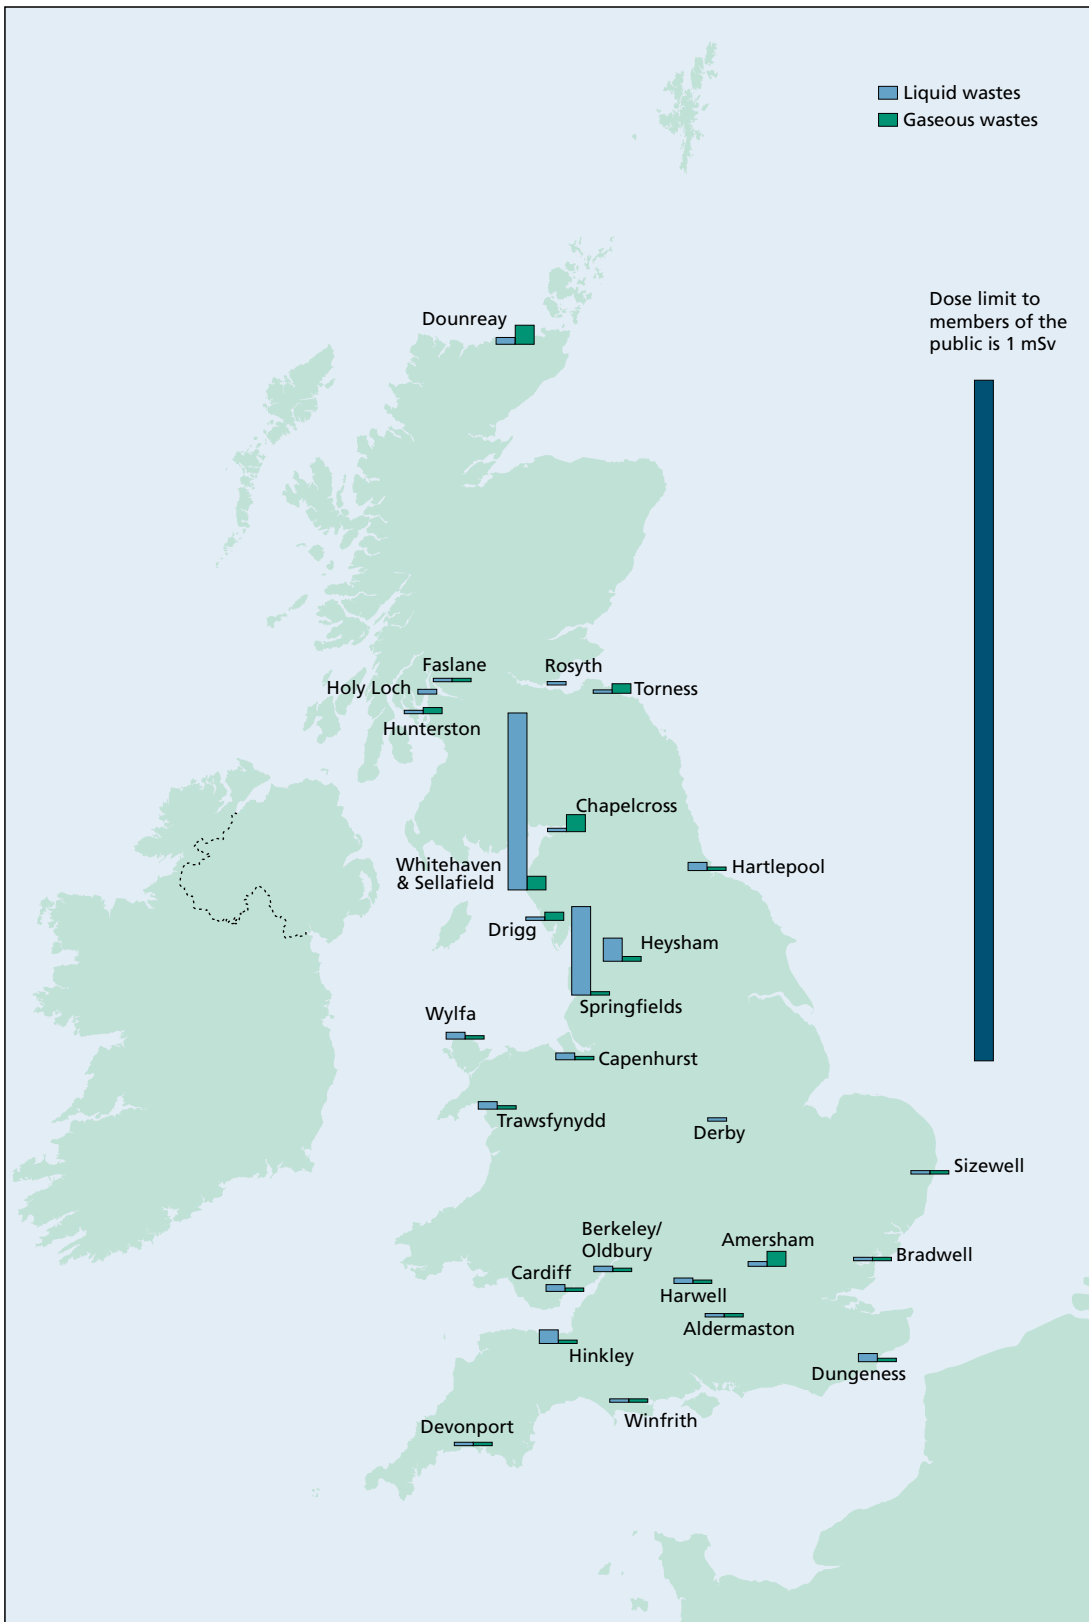 Liquid wastes
Gaseous wastes
Dose limit to
members of the
public is 1 mSv
Dounreay
Faslane
Rosyth
Holy Loch
Torness
Hunterston
Chapelcross
Whitehaven
& Sellafield
Hartlepool
Drigg
Heysham
Springfields
Wylfa
Capenhurst
Trawsfynydd
Derby
Sizewell
Berkeley/
Oldbury
Amersham
Bradwell
Cardiff
Harwell
Aldermaston
Hinkley
Dungeness
Winfrith
Devonport